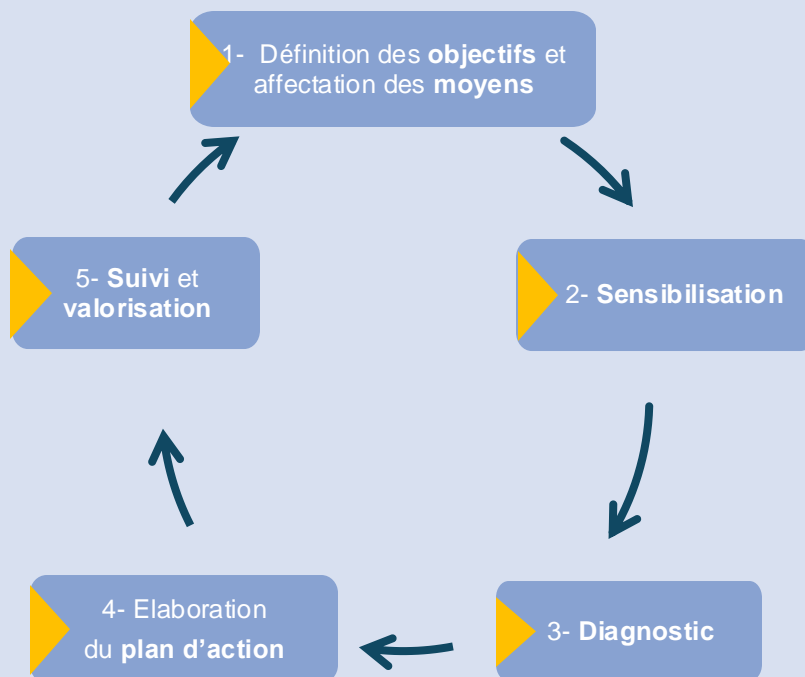 1- Définition des objectifs et
affectation des moyens
2- Sensibilisation
3- Diagnostic
4- Elaboration
du plan d’action
5- Suivi et
valorisation